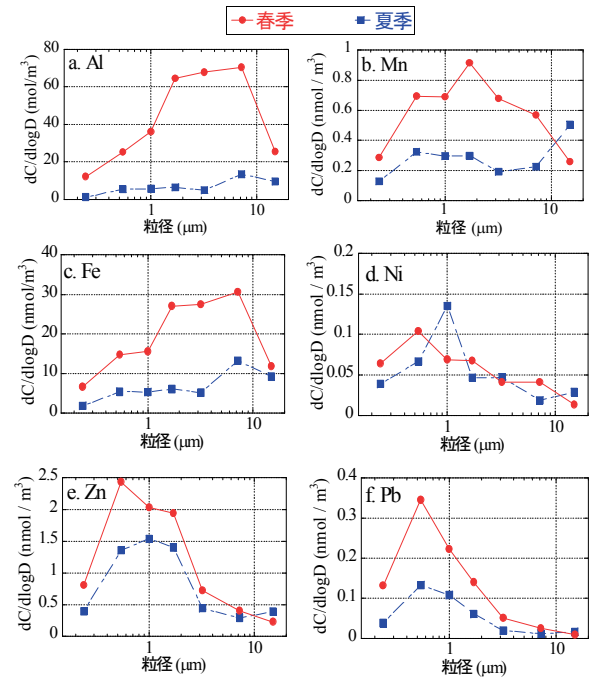 春季 夏季
a. Al
dC/dlogD (mol/m³)
80
60
40
20
0
1 10
粒径 (μm)
b. Mn
dC/dlogD (nmol / m³)
1
0.8
0.6
0.4
0.2
0
1 10
粒径 (μm)
c. Fe
dC/dlogD (nmol/m³)
40
30
20
10
0
1 10
粒径 (μm)
d. Ni
dC/dlogD (nmol / m³)
0.2
0.15
0.1
0.05
0
1 10
粒径 (μm)
e. Zn
dC/dlogD (nmol / m³)
2.5
2
1.5
1
0.5
0
1 10
粒径 (μm)
f. Pb
dC/dlogD (nmol / m³)
0.4
0.3
0.2
0.1
0
1 10
粒径 (μm)